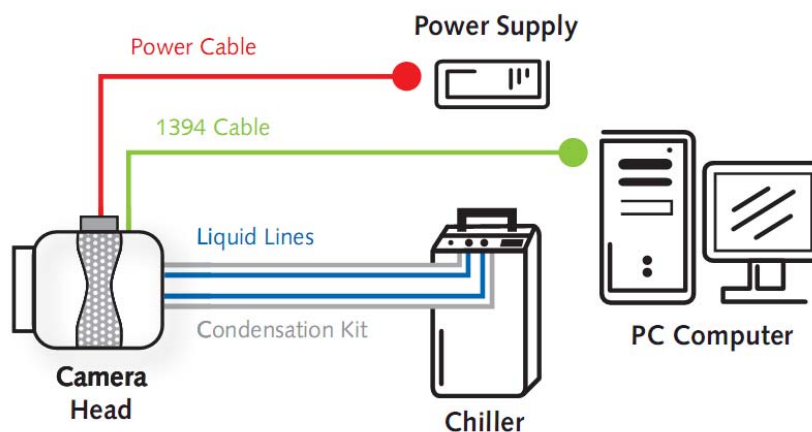 Power Supply
Power Cable
1394 Cable
Liquid Lines
Condensation Kit
PC Computer
Camera
Head
Chiller